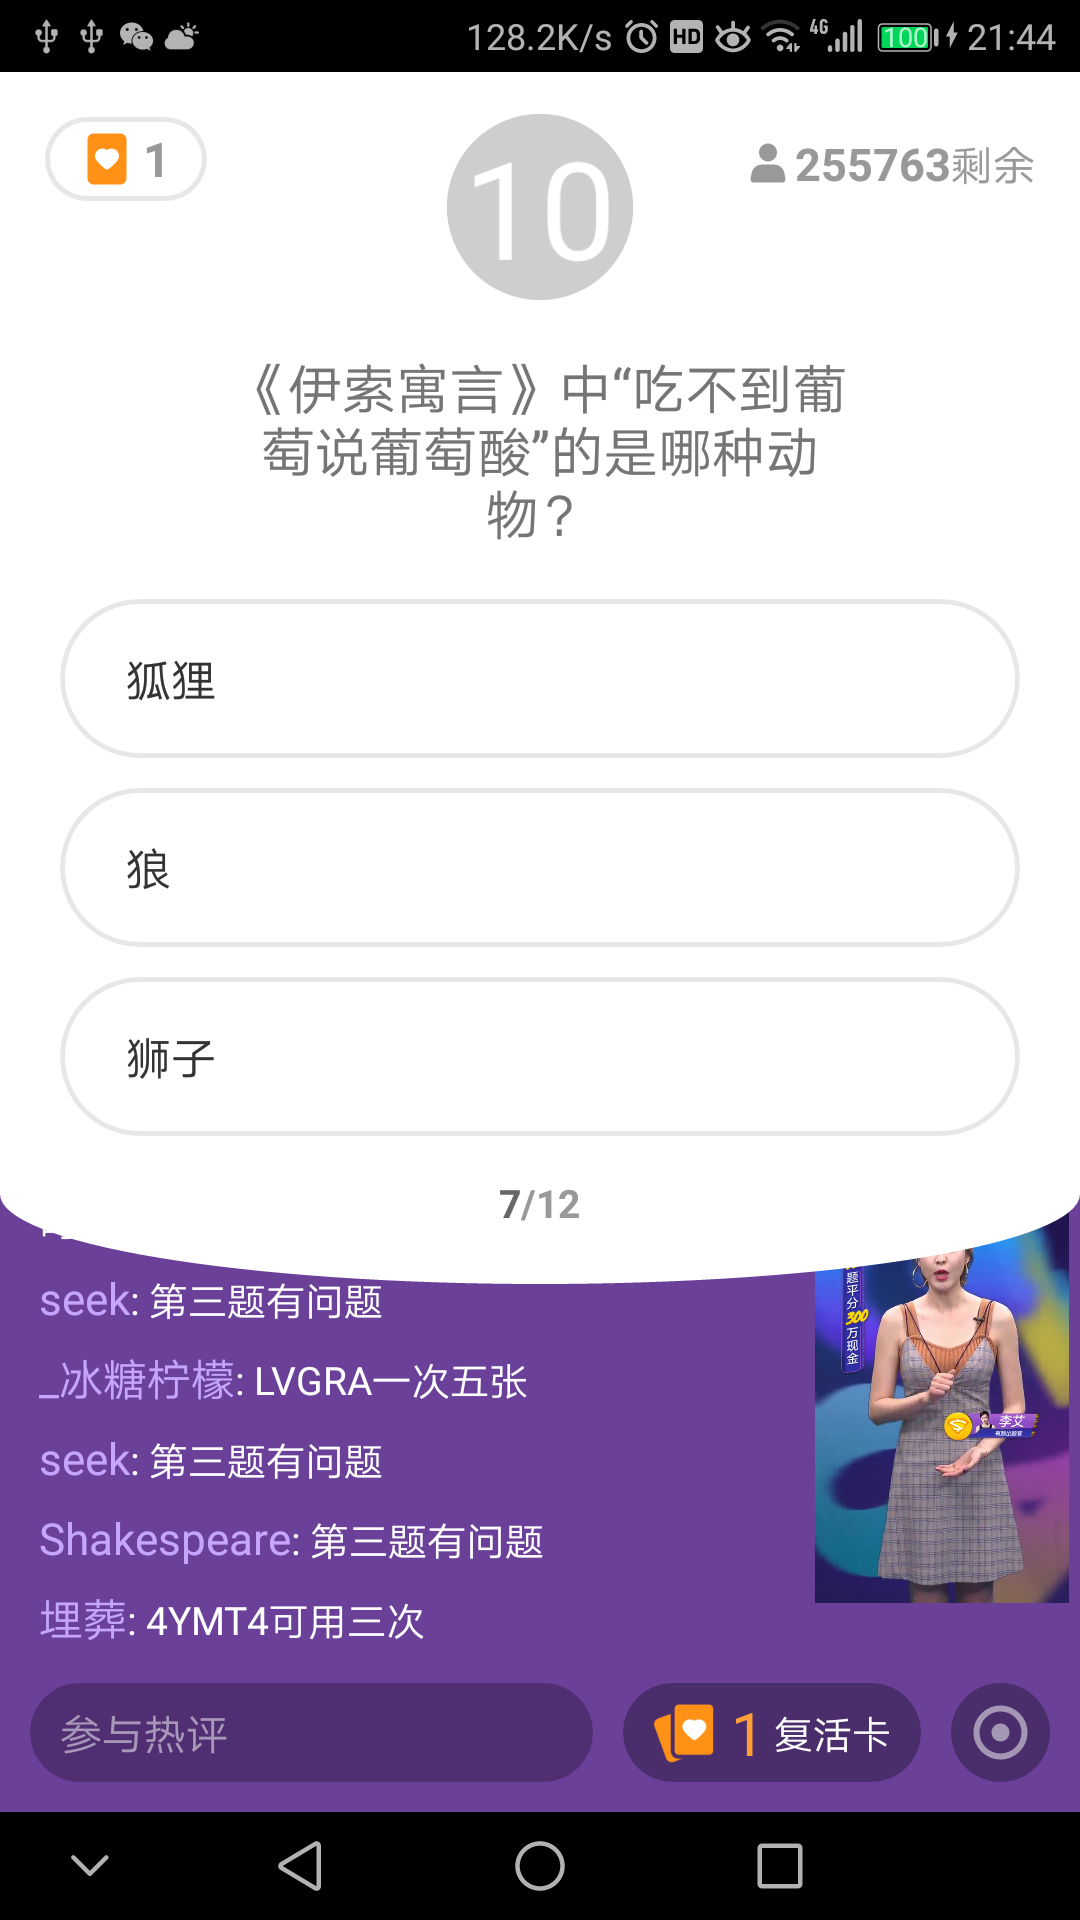 128.2K/s HD 4G 100 21:44
1
10
255763剩余
《伊索寓言》中“吃不到葡
萄说葡萄酸”的是哪种动
物？
狐狸
狼
狮子
7/12
seek: 第三题有问题
_冰糖柠檬: LVGRA一次五张
seek: 第三题有问题
Shakespeare: 第三题有问题
埋葬: 4YMT4可用三次
题平分300万现金
李艾
参与热评
1 复活卡